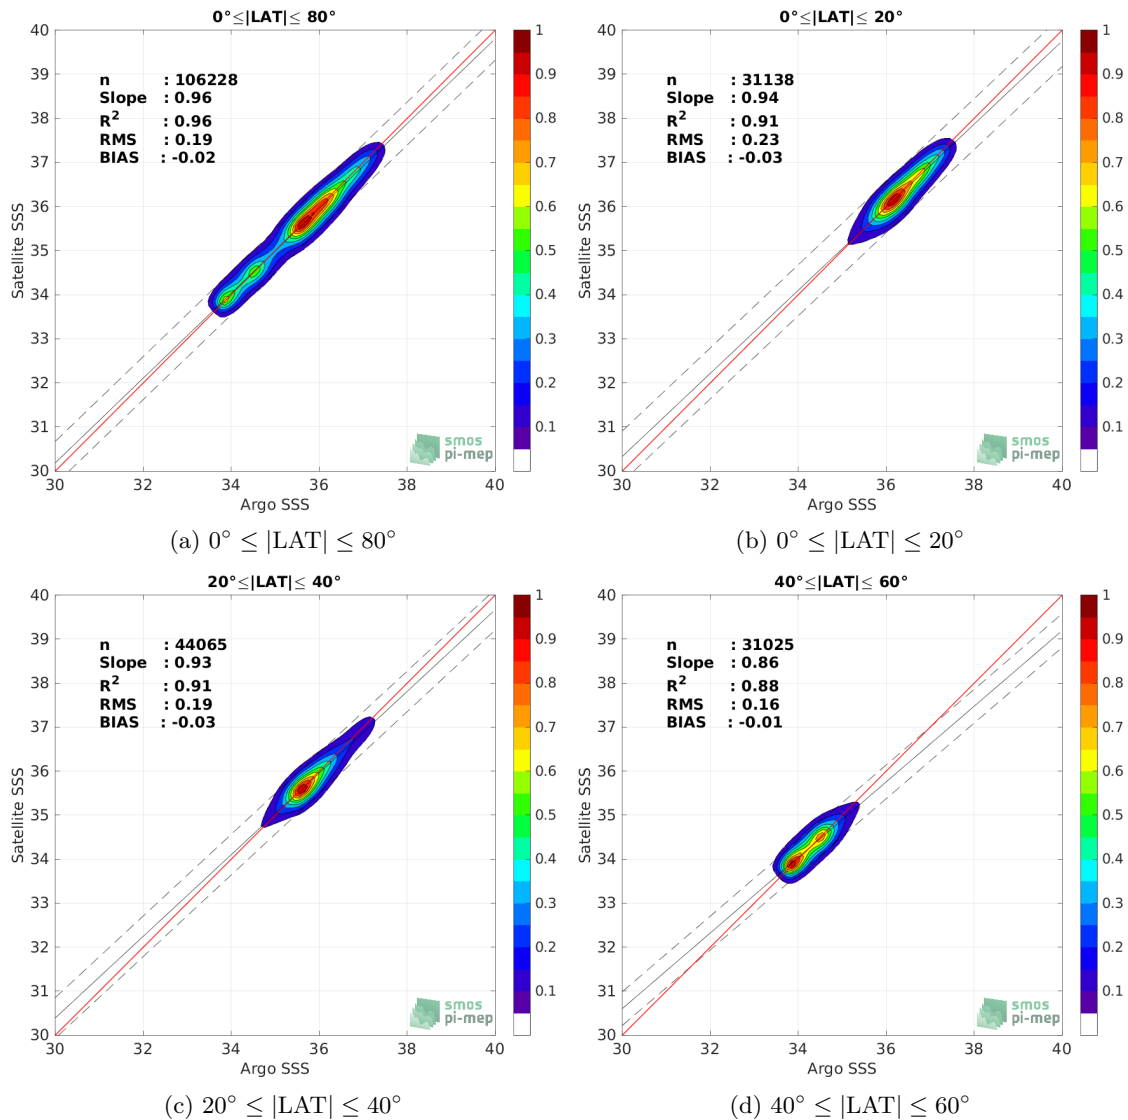 0°≤|LAT|≤ 80°
n : 106228
Slope : 0.96
R² : 0.96
RMS : 0.19
BIAS : -0.02
40
39
38
37
36
35
34
33
32
31
30
30 32 34 36 38 40
Satellite SSS
Argo SSS
smos
pi-mep
1
0.9
0.8
0.7
0.6
0.5
0.4
0.3
0.2
0.1
(a) 0° ≤ |LAT| ≤ 80°
0°≤|LAT|≤ 20°
n : 31138
Slope : 0.94
R² : 0.91
RMS : 0.23
BIAS : -0.03
40
39
38
37
36
35
34
33
32
31
30
30 32 34 36 38 40
Satellite SSS
Argo SSS
smos
pi-mep
1
0.9
0.8
0.7
0.6
0.5
0.4
0.3
0.2
0.1
(b) 0° ≤ |LAT| ≤ 20°
20°≤|LAT|≤ 40°
n : 44065
Slope : 0.93
R² : 0.91
RMS : 0.19
BIAS : -0.03
40
39
38
37
36
35
34
33
32
31
30
30 32 34 36 38 40
Satellite SSS
Argo SSS
smos
pi-mep
1
0.9
0.8
0.7
0.6
0.5
0.4
0.3
0.2
0.1
(c) 20° ≤ |LAT| ≤ 40°
40°≤|LAT|≤ 60°
n : 31025
Slope : 0.86
R² : 0.88
RMS : 0.16
BIAS : -0.01
40
39
38
37
36
35
34
33
32
31
30
30 32 34 36 38 40
Satellite SSS
Argo SSS
smos
pi-mep
1
0.9
0.8
0.7
0.6
0.5
0.4
0.3
0.2
0.1
(d) 40° ≤ |LAT| ≤ 60°